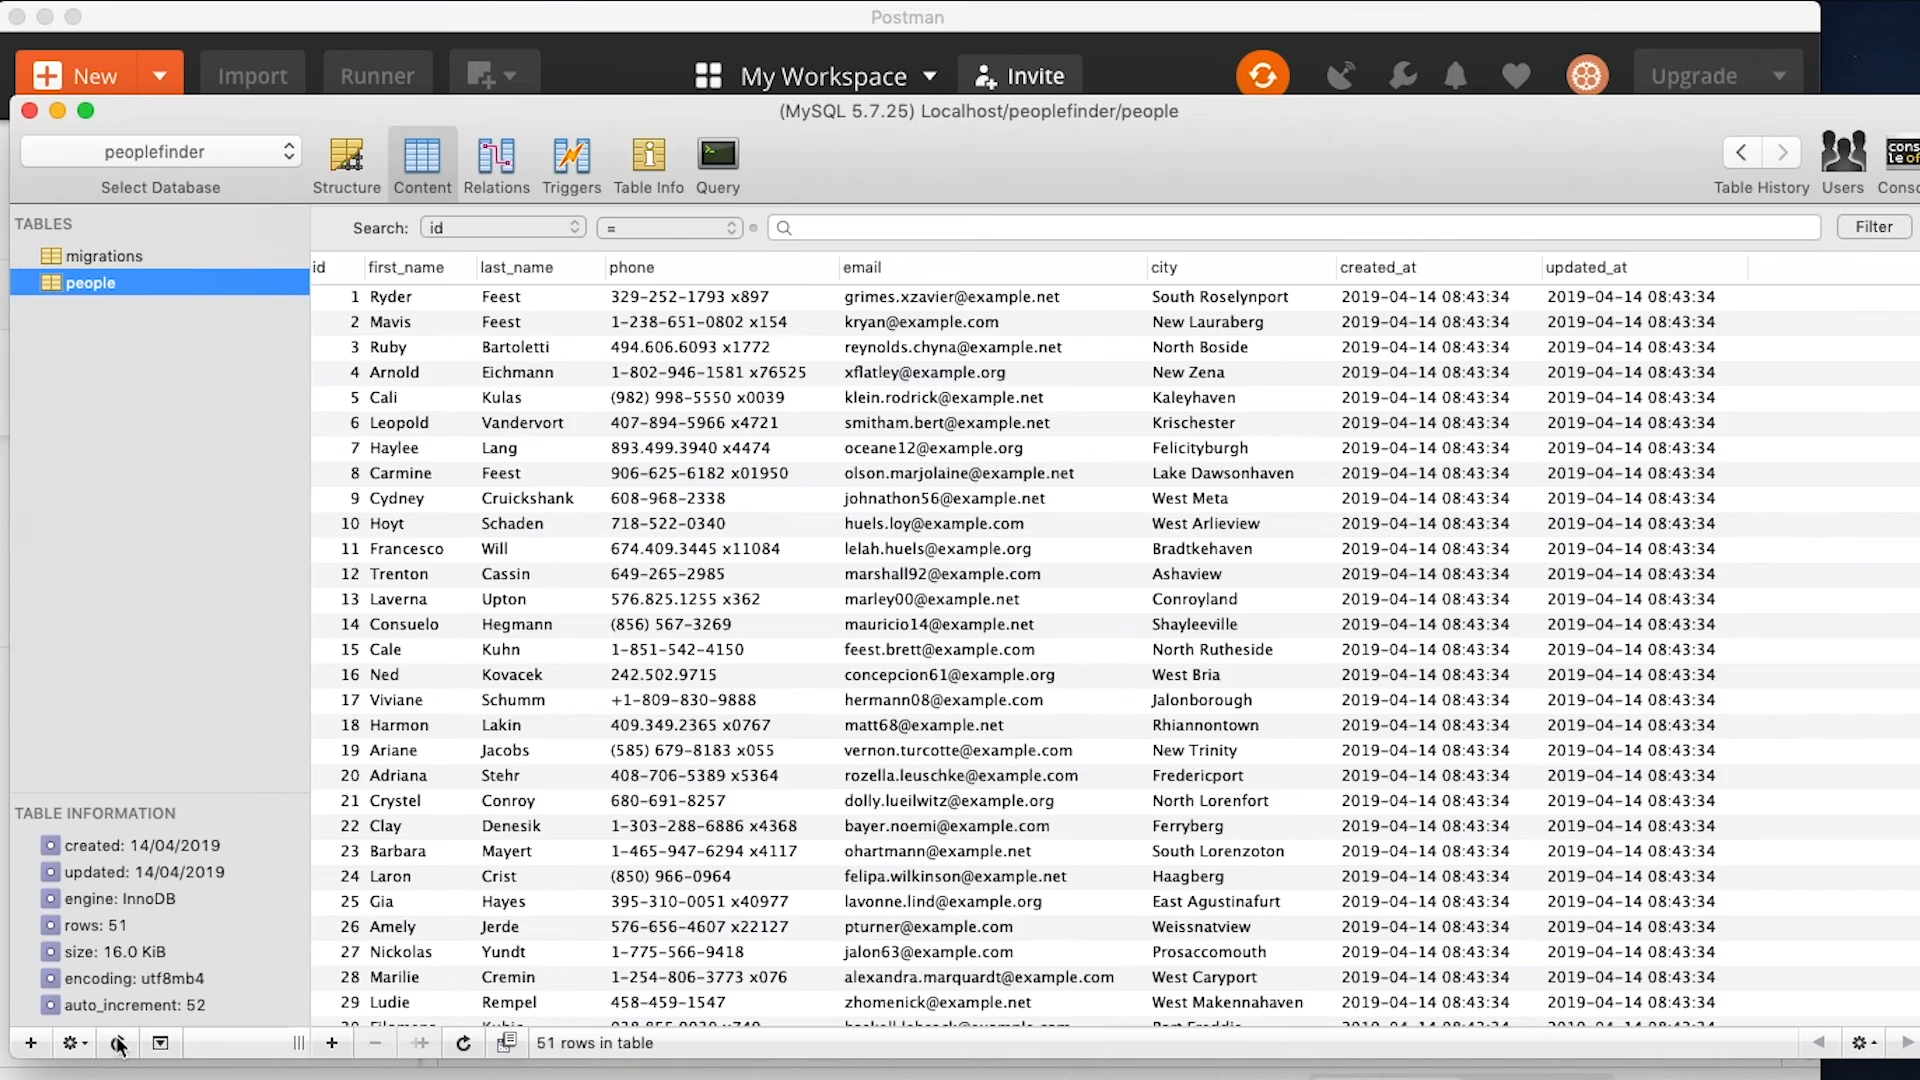 Postman
New Import Runner My Workspace Invite Upgrade
(MySQL 5.7.25) Localhost/peoplefinder/people
peoplefinder
Select Database Structure Content Relations Triggers Table Info Query Table History Users
TABLES
migrations
people
Search: id = Filter
id first_name last_name phone email city created_at updated_at
1 Ryder Feest 329-252-1793 x897 grimes.xzavier@example.net South Roselynport 2019-04-14 08:43:34 2019-04-14 08:43:34
2 Mavis Feest 1-238-651-0802 x154 kryan@example.com New Lauraberg 2019-04-14 08:43:34 2019-04-14 08:43:34
3 Ruby Bartoletti 494.606.6093 x1772 reynolds.chyna@example.net North Boside 2019-04-14 08:43:34 2019-04-14 08:43:34
4 Arnold Eichmann 1-802-946-1581 x76525 xflatley@example.org New Zena 2019-04-14 08:43:34 2019-04-14 08:43:34
5 Cali Kulas (982) 998-5550 x0039 klein.rodrick@example.net Kaleyhaven 2019-04-14 08:43:34 2019-04-14 08:43:34
6 Leopold Vandervort 407-894-5966 x4721 smitham.bert@example.net Krischester 2019-04-14 08:43:34 2019-04-14 08:43:34
7 Haylee Lang 893.499.3940 x4474 oceane12@example.org Felicityburgh 2019-04-14 08:43:34 2019-04-14 08:43:34
8 Carmine Feest 906-625-6182 x01950 olson.marjolaine@example.net Lake Dawsonhaven 2019-04-14 08:43:34 2019-04-14 08:43:34
9 Cydney Cruickshank 608-968-2338 johnathon56@example.net West Meta 2019-04-14 08:43:34 2019-04-14 08:43:34
10 Hoyt Schaden 718-522-0340 huels.loy@example.com West Arlieview 2019-04-14 08:43:34 2019-04-14 08:43:34
11 Francesco Will 674.409.3445 x11084 lelah.huels@example.org Bradtkehaven 2019-04-14 08:43:34 2019-04-14 08:43:34
12 Trenton Cassin 649-265-2985 marshall92@example.com Ashaview 2019-04-14 08:43:34 2019-04-14 08:43:34
13 Laverna Upton 576.825.1255 x362 marley00@example.net Conroyland 2019-04-14 08:43:34 2019-04-14 08:43:34
14 Consuelo Hegmann (856) 567-3269 mauricio14@example.net Shayleeville 2019-04-14 08:43:34 2019-04-14 08:43:34
15 Cale Kuhn 1-851-542-4150 feest.brett@example.com North Rutheside 2019-04-14 08:43:34 2019-04-14 08:43:34
16 Ned Kovacek 242.502.9715 concepcion61@example.org West Bria 2019-04-14 08:43:34 2019-04-14 08:43:34
17 Viviane Schumm +1-809-830-9888 hermann08@example.com Jalonborough 2019-04-14 08:43:34 2019-04-14 08:43:34
18 Harmon Lakin 409.349.2365 x0767 matt68@example.net Rhiannontown 2019-04-14 08:43:34 2019-04-14 08:43:34
19 Ariane Jacobs (585) 679-8183 x055 vernon.turcotte@example.com New Trinity 2019-04-14 08:43:34 2019-04-14 08:43:34
20 Adriana Stehr 408-706-5389 x5364 rozella.leuschke@example.com Fredericport 2019-04-14 08:43:34 2019-04-14 08:43:34
21 Crystel Conroy 680-691-8257 dolly.lueilwitz@example.org North Lorenfort 2019-04-14 08:43:34 2019-04-14 08:43:34
22 Clay Denesik 1-303-288-6886 x4368 bayer.noemi@example.com Ferryberg 2019-04-14 08:43:34 2019-04-14 08:43:34
23 Barbara Mayert 1-465-947-6294 x4117 ohartmann@example.net South Lorenzoton 2019-04-14 08:43:34 2019-04-14 08:43:34
24 Laron Crist (850) 966-0964 felipa.wilkinson@example.net Haagberg 2019-04-14 08:43:34 2019-04-14 08:43:34
25 Gia Hayes 395-310-0051 x40977 lavonne.lind@example.org East Agustinafurt 2019-04-14 08:43:34 2019-04-14 08:43:34
26 Amely Jerde 576-656-4607 x22127 pturner@example.com Weissnatview 2019-04-14 08:43:34 2019-04-14 08:43:34
27 Nickolas Yundt 1-775-566-9418 jalon63@example.com Prosaccomouth 2019-04-14 08:43:34 2019-04-14 08:43:34
28 Marilie Cremin 1-254-806-3773 x076 alexandra.marquardt@example.com West Caryport 2019-04-14 08:43:34 2019-04-14 08:43:34
29 Ludie Rempel 458-459-1547 zhomenick@example.net West Makennahaven 2019-04-14 08:43:34 2019-04-14 08:43:34
TABLE INFORMATION
created: 14/04/2019
updated: 14/04/2019
engine: InnoDB
rows: 51
size: 16.0 KiB
encoding: utf8mb4
auto_increment: 52
51 rows in table